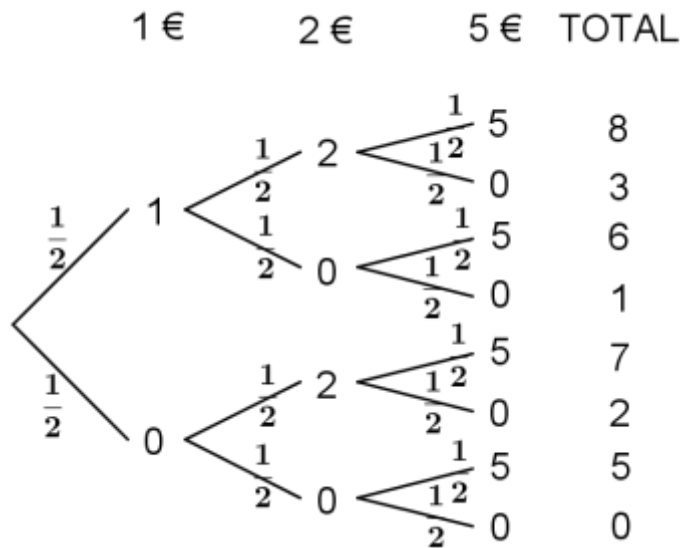 1 € 2 € 5 € TOTAL
1/2 5 8
1/2 2 1/2 0 3
1/2 1 1/2 5 6
1/2 0 1/2 0 1
1/2 5 7
1/2 1/2 2 1/2 0 2
0 1/2 1/2 5 5
0 1/2 0 0